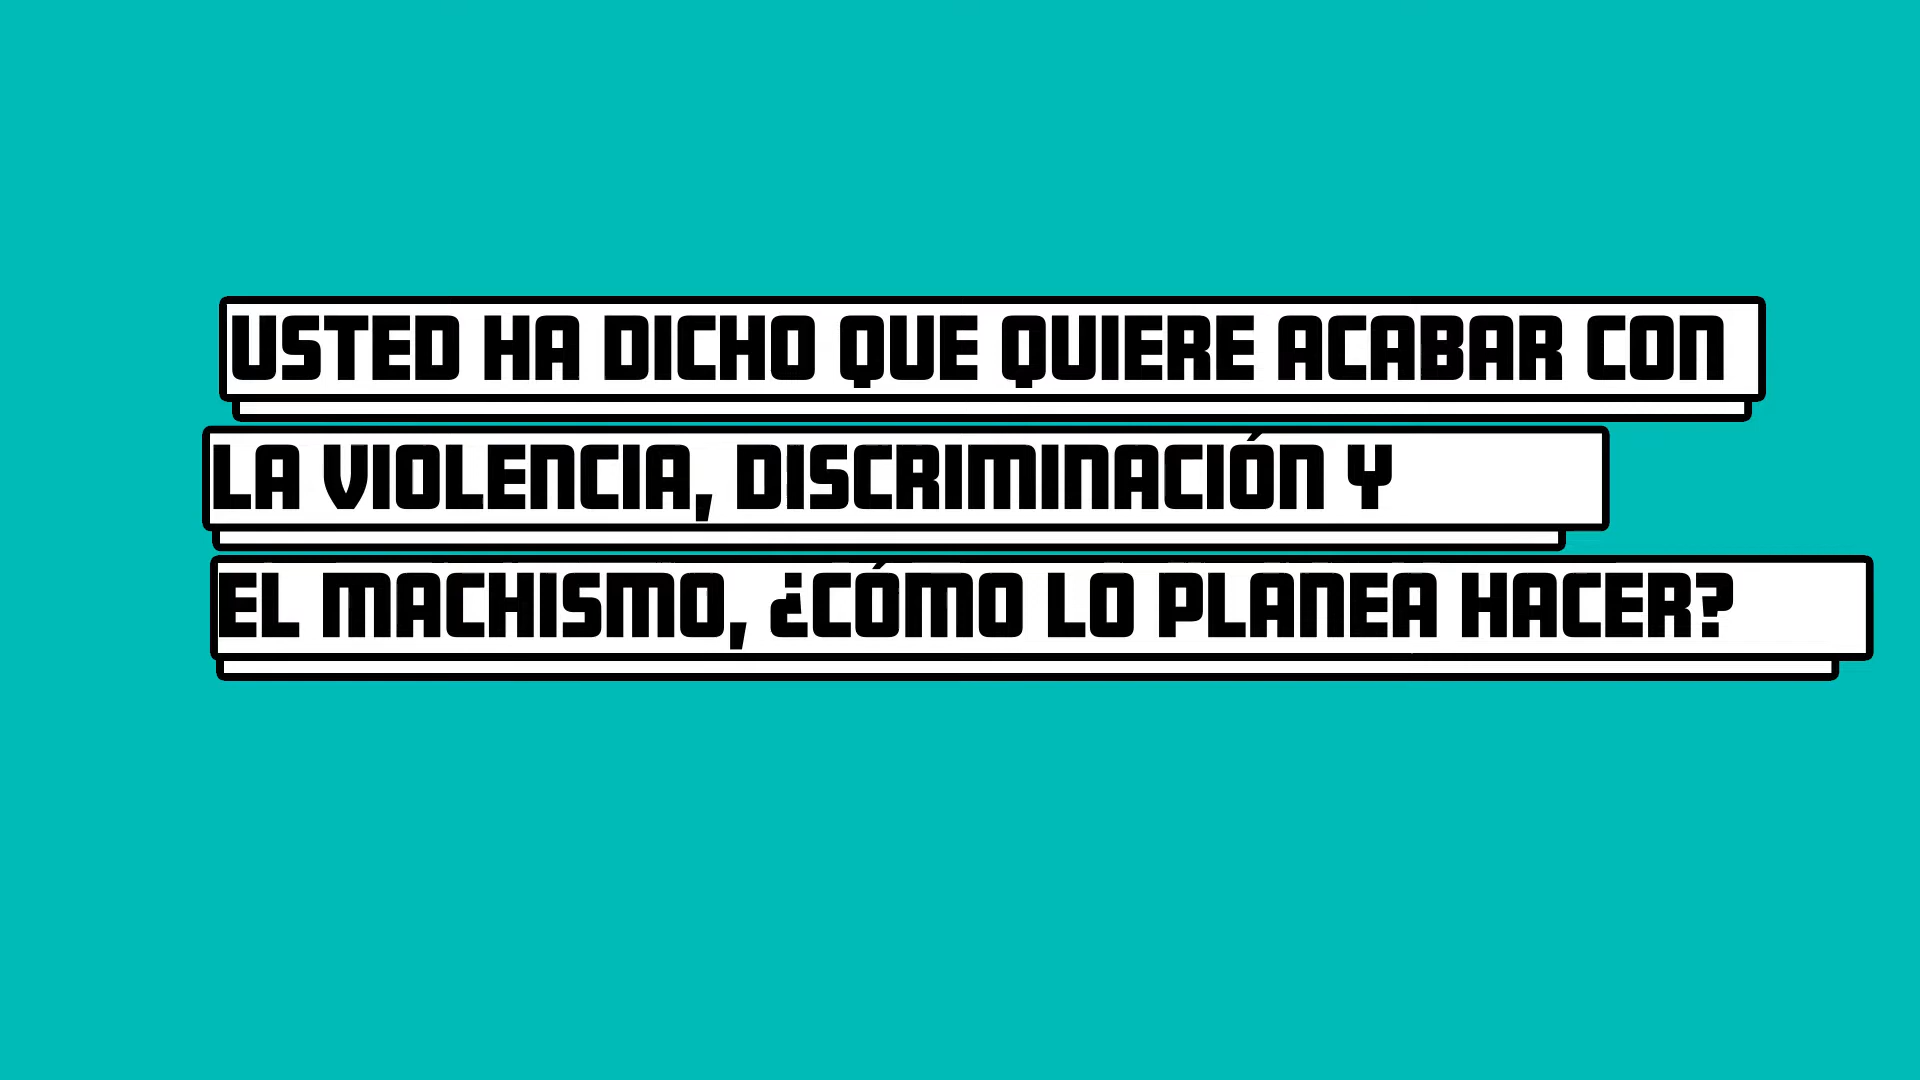 USTED HA DICHO QUE QUIERE ACABAR CON
LA VIOLENCIA, DISCRIMINACIÓN Y
EL MACHISMO, ¿CÓMO LO PLANEA HACER?